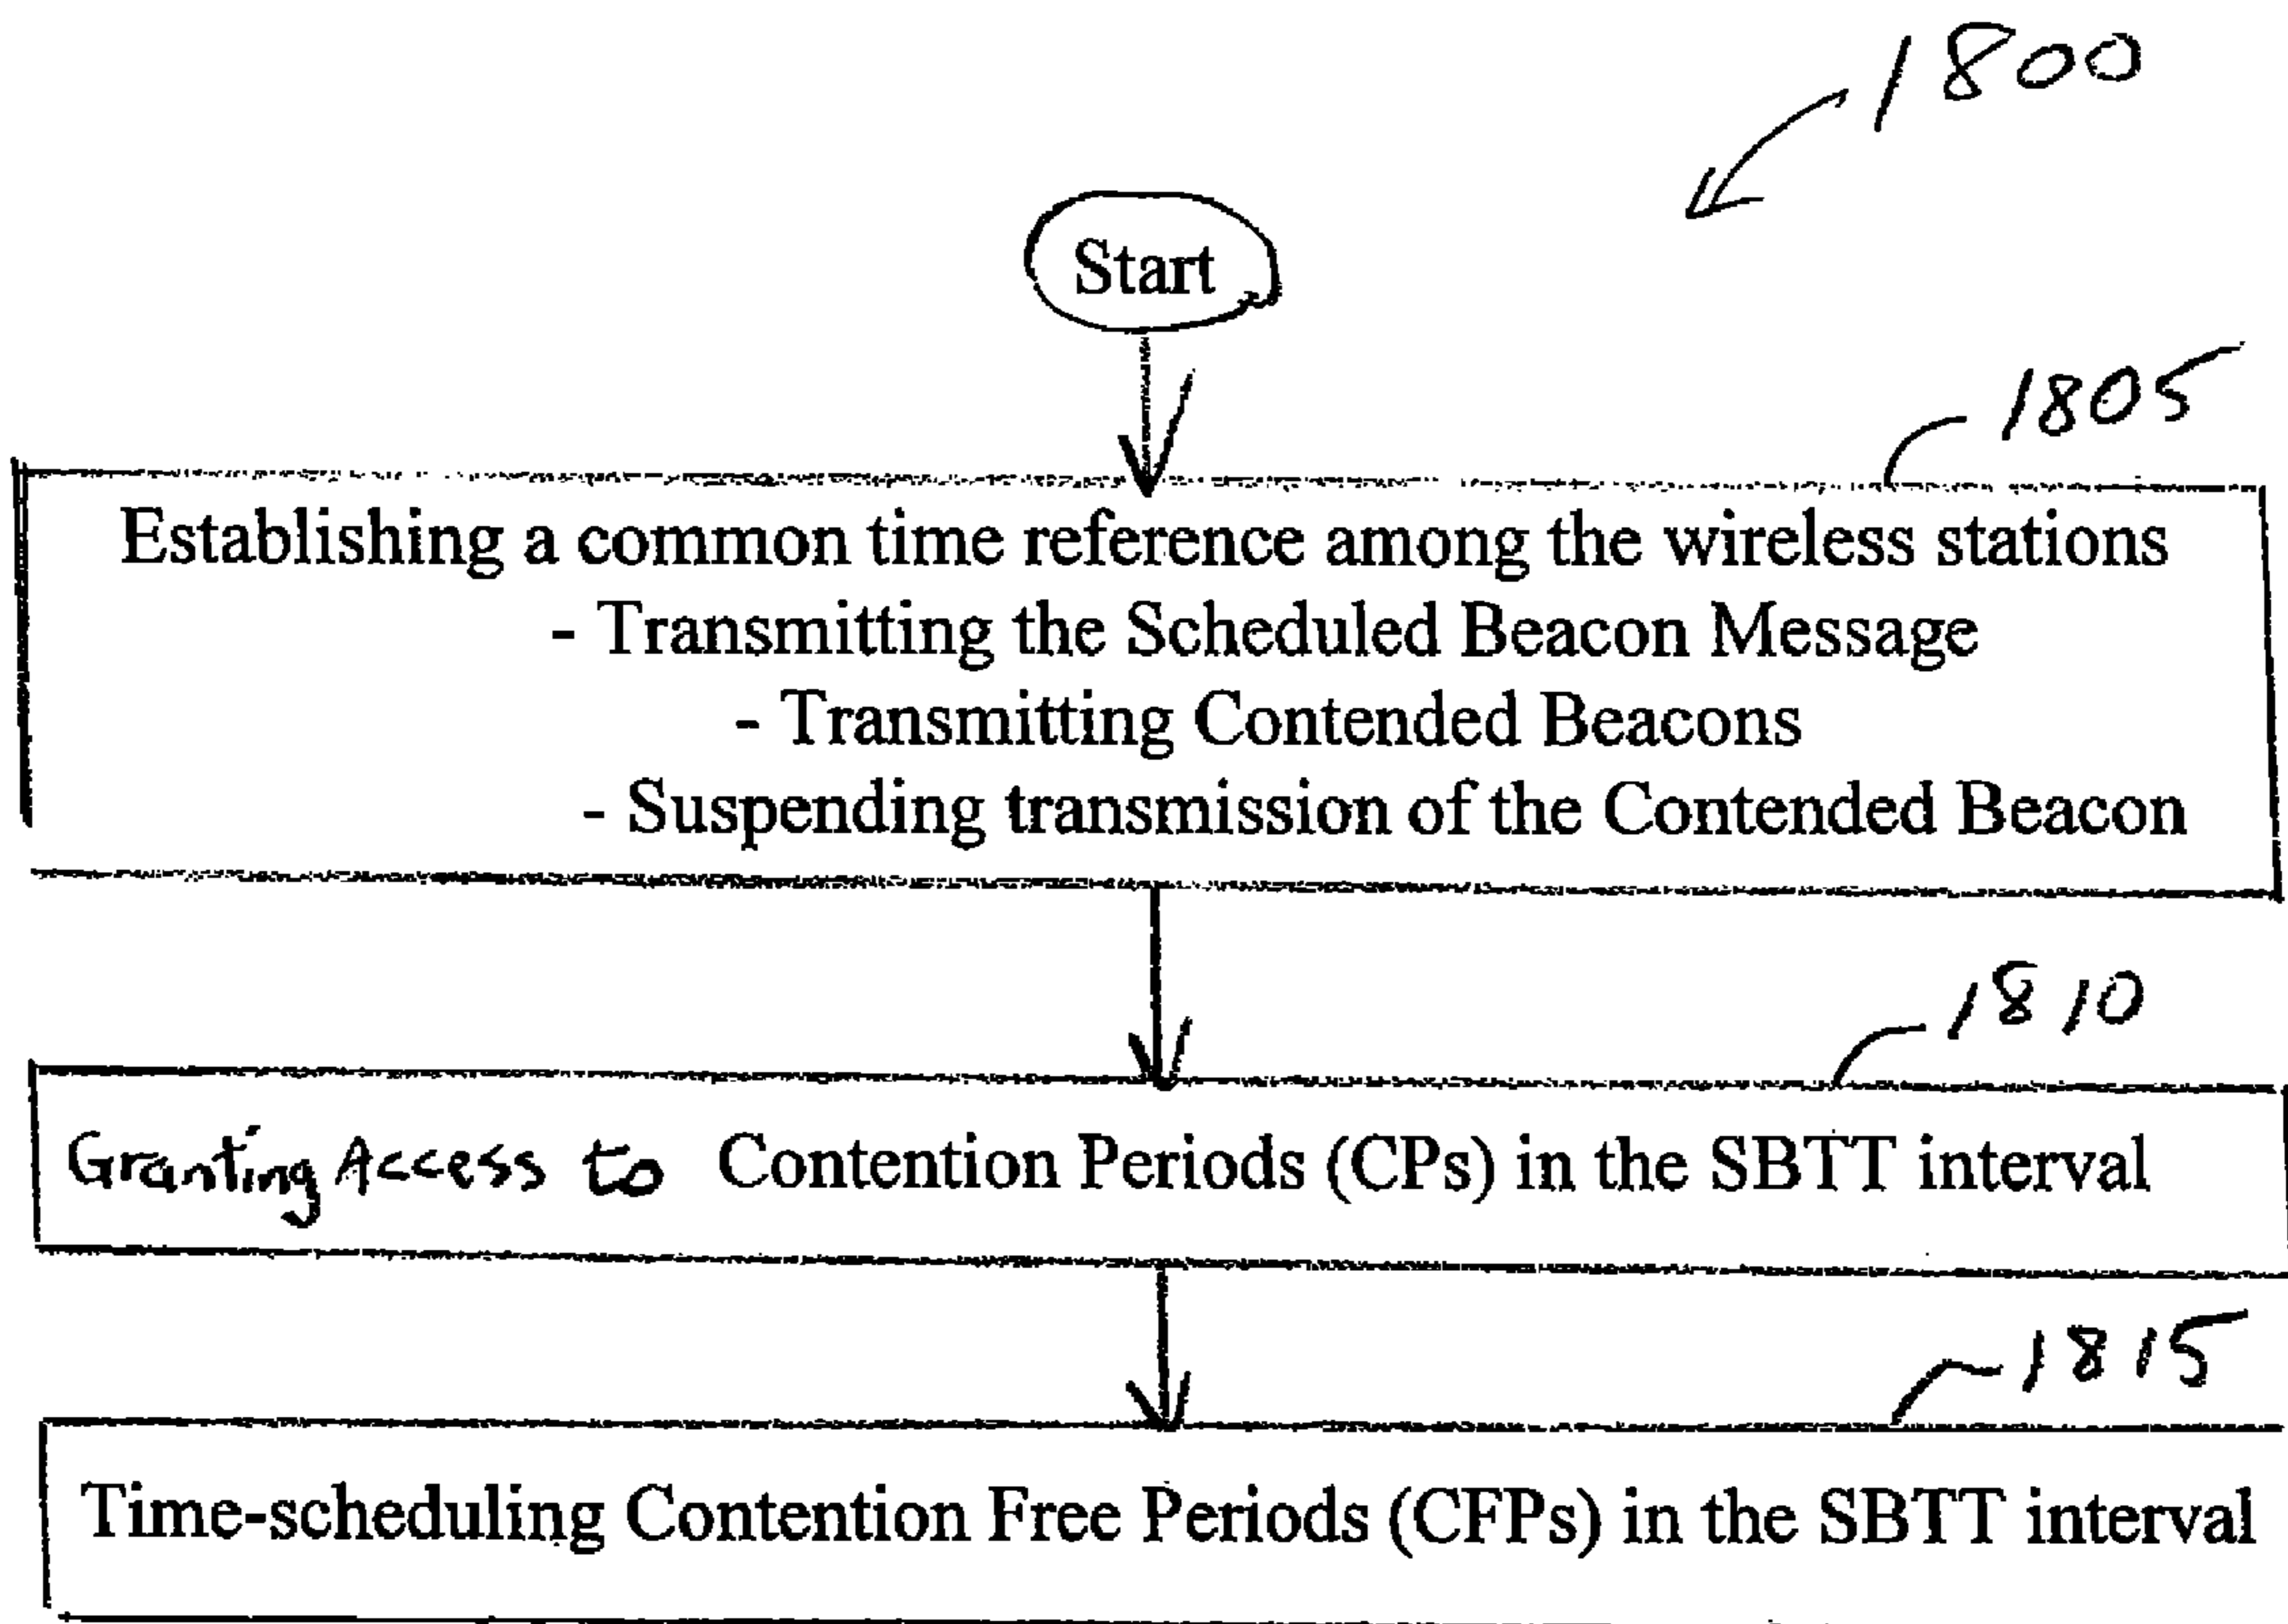 1800
Start
1805
Establishing a common time reference among the wireless stations
- Transmitting the Scheduled Beacon Message
- Transmitting Contended Beacons
- Suspending transmission of the Contended Beacon
1810
Granting Access to Contention Periods (CPs) in the SBTT interval
1815
Time-scheduling Contention Free Periods (CFPs) in the SBTT interval